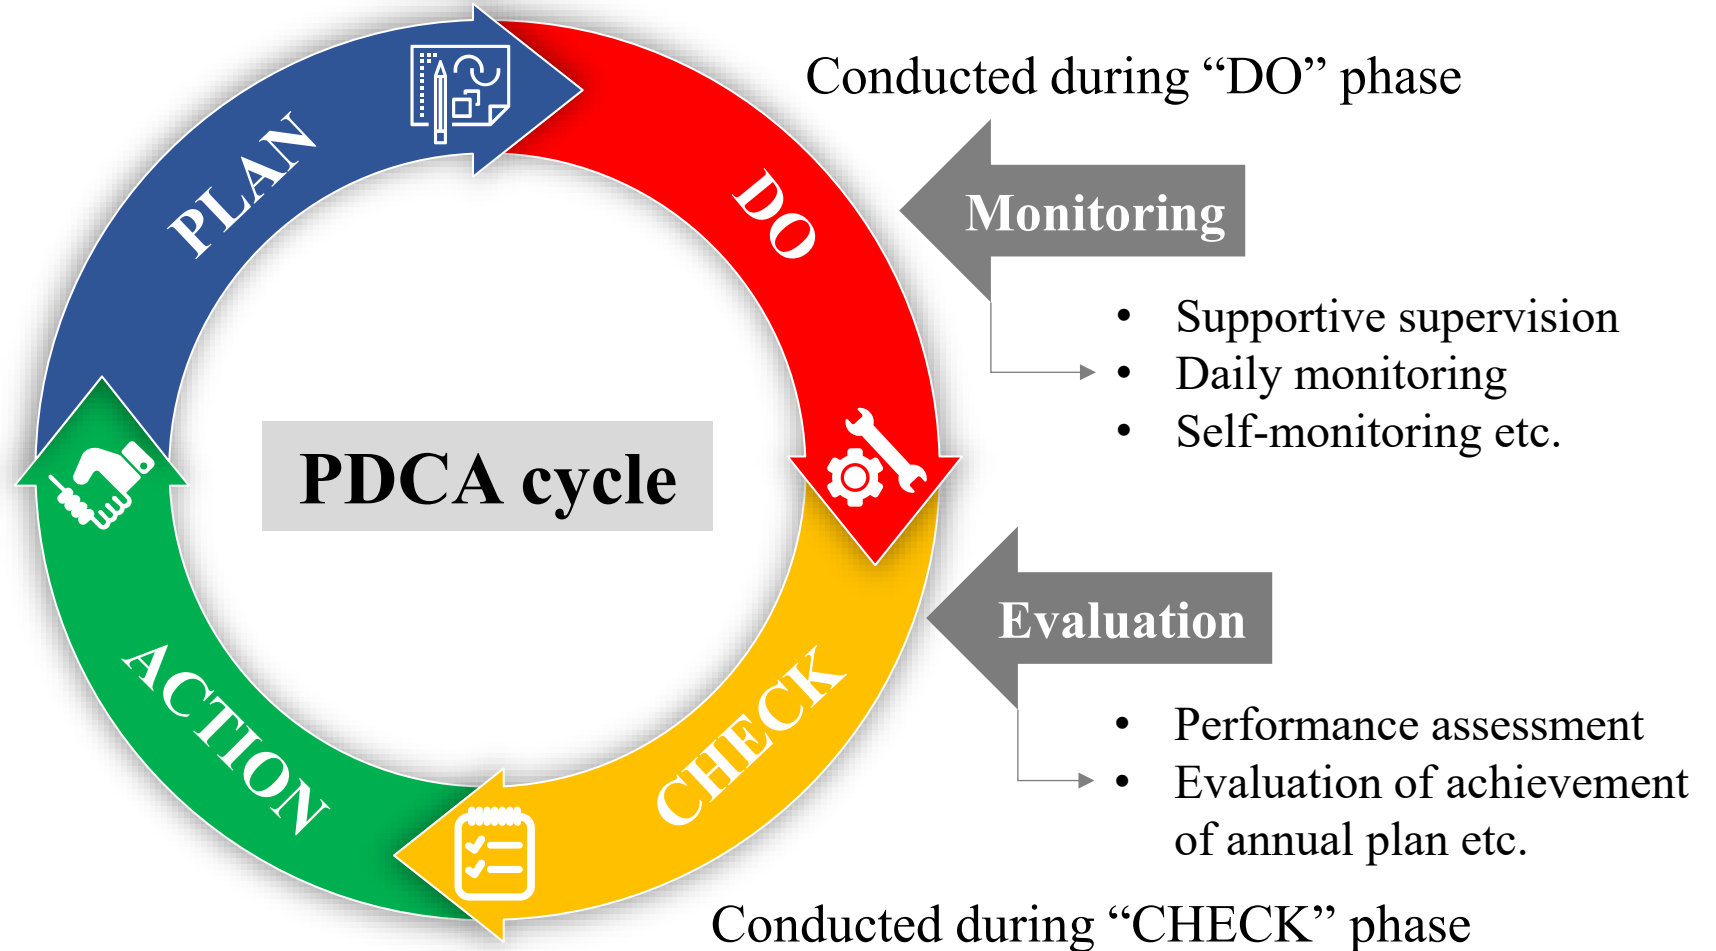 Conducted during “DO” phase
PLAN
DO
Monitoring
• Supportive supervision
• Daily monitoring
• Self-monitoring etc.
PDCA cycle
Evaluation
ACTION
CHECK
• Performance assessment
• Evaluation of achievement
of annual plan etc.
Conducted during “CHECK” phase